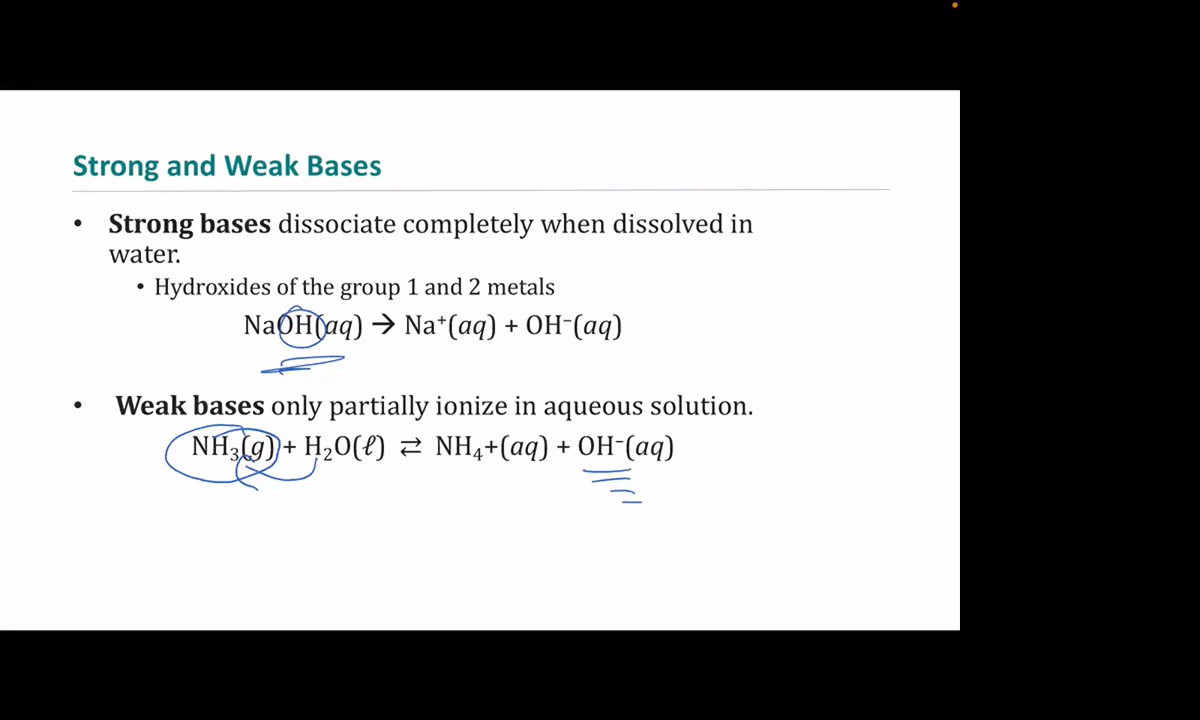 Strong and Weak Bases
• Strong bases dissociate completely when dissolved in
water.
• Hydroxides of the group 1 and 2 metals
NaOH(aq) → Na⁺(aq) + OH⁻(aq)
• Weak bases only partially ionize in aqueous solution.
NH₃(g) + H₂O(ℓ) ⇄ NH₄+(aq) + OH⁻(aq)